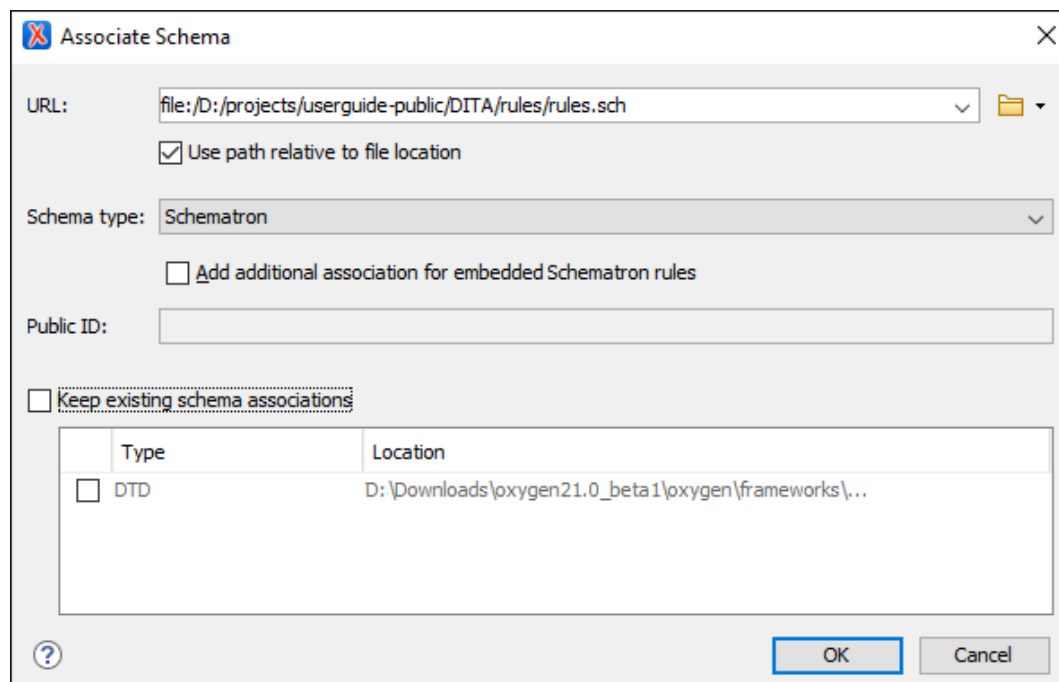 Associate Schema
URL: file:/D:/projects/userguide-public/DITA/rules/rules.sch
Use path relative to file location
Schema type: Schematron
Add additional association for embedded Schematron rules
Public ID:
Keep existing schema associations
Type Location
DTD D:\Downloads\oxygen21.0_beta1\oxygen\frameworks\...
? OK Cancel